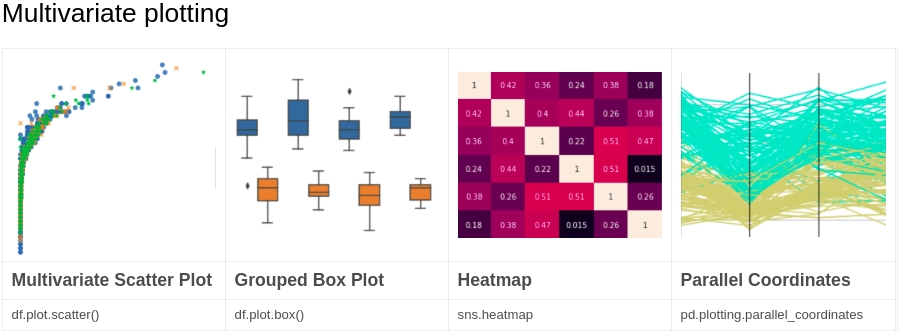 Multivariate plotting
1 0.42 0.36 0.24 0.38 0.18
0.42 1 0.4 0.44 0.26 0.38
0.36 0.4 1 0.22 0.51 0.47
0.24 0.44 0.22 1 0.51 0.015
0.38 0.26 0.51 0.51 1 0.26
0.18 0.38 0.47 0.015 0.26 1
Multivariate Scatter Plot Grouped Box Plot Heatmap Parallel Coordinates
df.plot.scatter() df.plot.box() sns.heatmap pd.plotting.parallel_coordinates